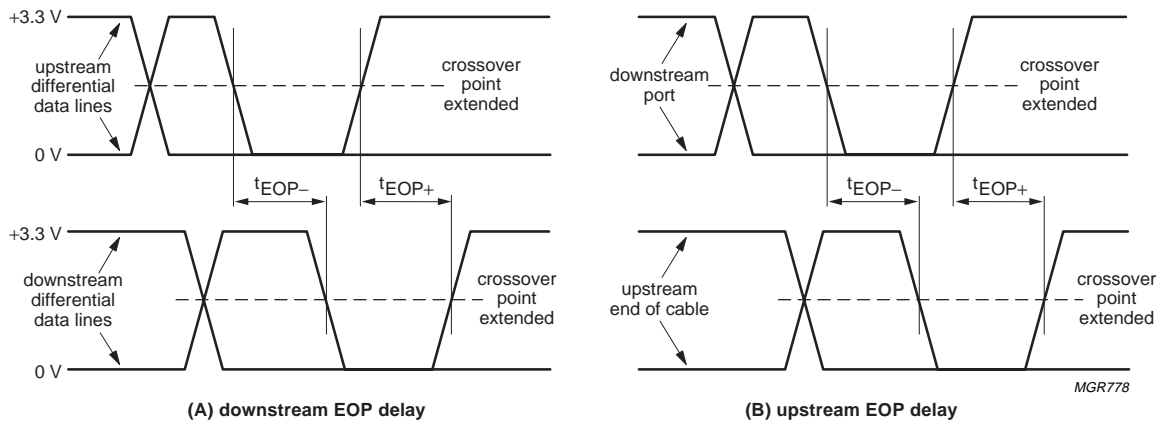 +3.3 V
upstream
differential
data lines
crossover
point
extended
0 V
tEOP−
tEOP+
+3.3 V
downstream
differential
data lines
crossover
point
extended
0 V
(A) downstream EOP delay
downstream
port
crossover
point
extended
tEOP−
tEOP+
upstream
end of cable
crossover
point
extended
MGR778
(B) upstream EOP delay